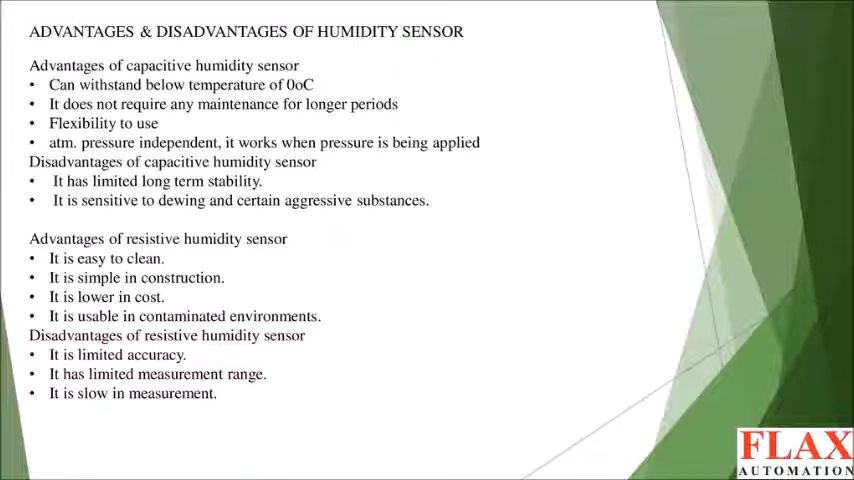 ADVANTAGES & DISADVANTAGES OF HUMIDITY SENSOR
Advantages of capacitive humidity sensor
• Can withstand below temperature of 0oC
• It does not require any maintenance for longer periods
• Flexibility to use
• atm. pressure independent, it works when pressure is being applied
Disadvantages of capacitive humidity sensor
• It has limited long term stability.
• It is sensitive to dewing and certain aggressive substances.
Advantages of resistive humidity sensor
• It is easy to clean.
• It is simple in construction.
• It is lower in cost.
• It is usable in contaminated environments.
Disadvantages of resistive humidity sensor
• It is limited accuracy.
• It has limited measurement range.
• It is slow in measurement.
FLAX
AUTOMATION